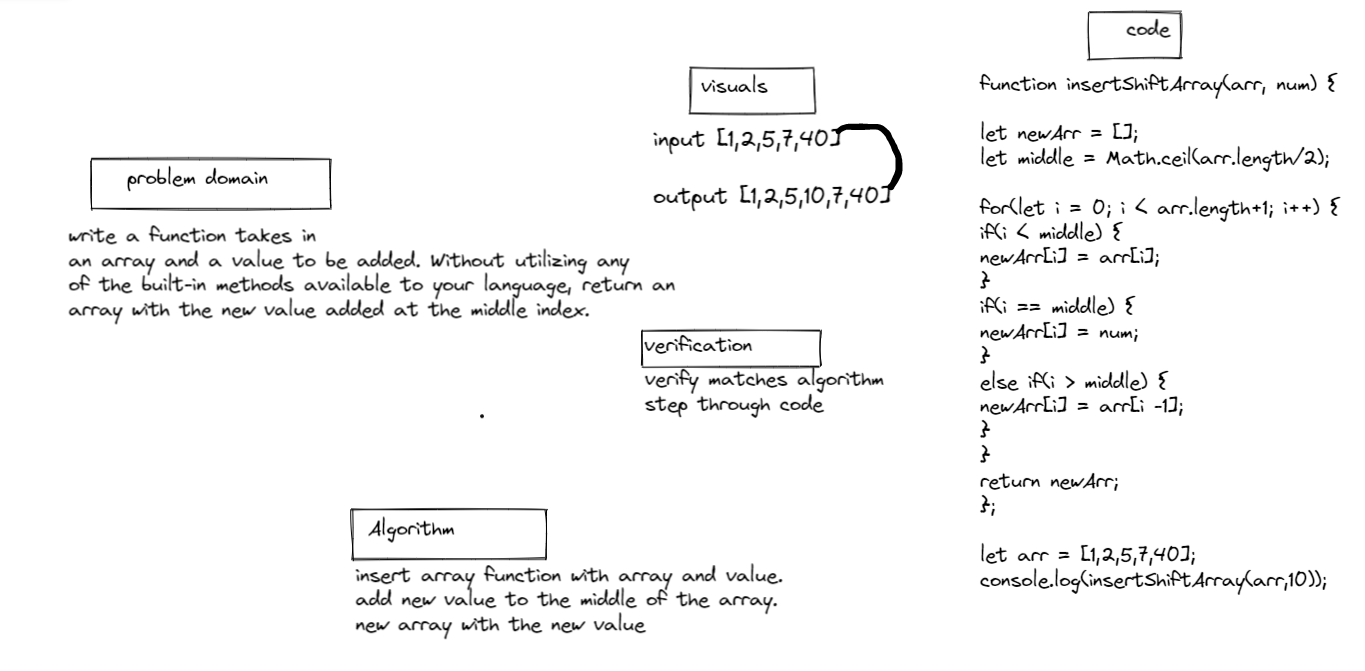 problem domain
write a function takes in
an array and a value to be added. Without utilizing any
of the built-in methods available to your language, return an
array with the new value added at the middle index.
visuals
input [1,2,5,7,40]
output [1,2,5,10,7,40]
verification
verify matches algorithm
step through code
Algorithm
insert array function with array and value.
add new value to the middle of the array.
new array with the new value
code
function insertShiftArray(arr, num) {
let newArr = [];
let middle = Math.ceil(arr.length/2);
for(let i = 0; i < arr.length+1; i++) {
if(i < middle) {
newArr[i] = arr[i];
}
if(i == middle) {
newArr[i] = num;
}
else if(i > middle) {
newArr[i] = arr[i -1];
}
}
return newArr;
};
let arr = [1,2,5,7,40];
console.log(insertShiftArray(arr,10));